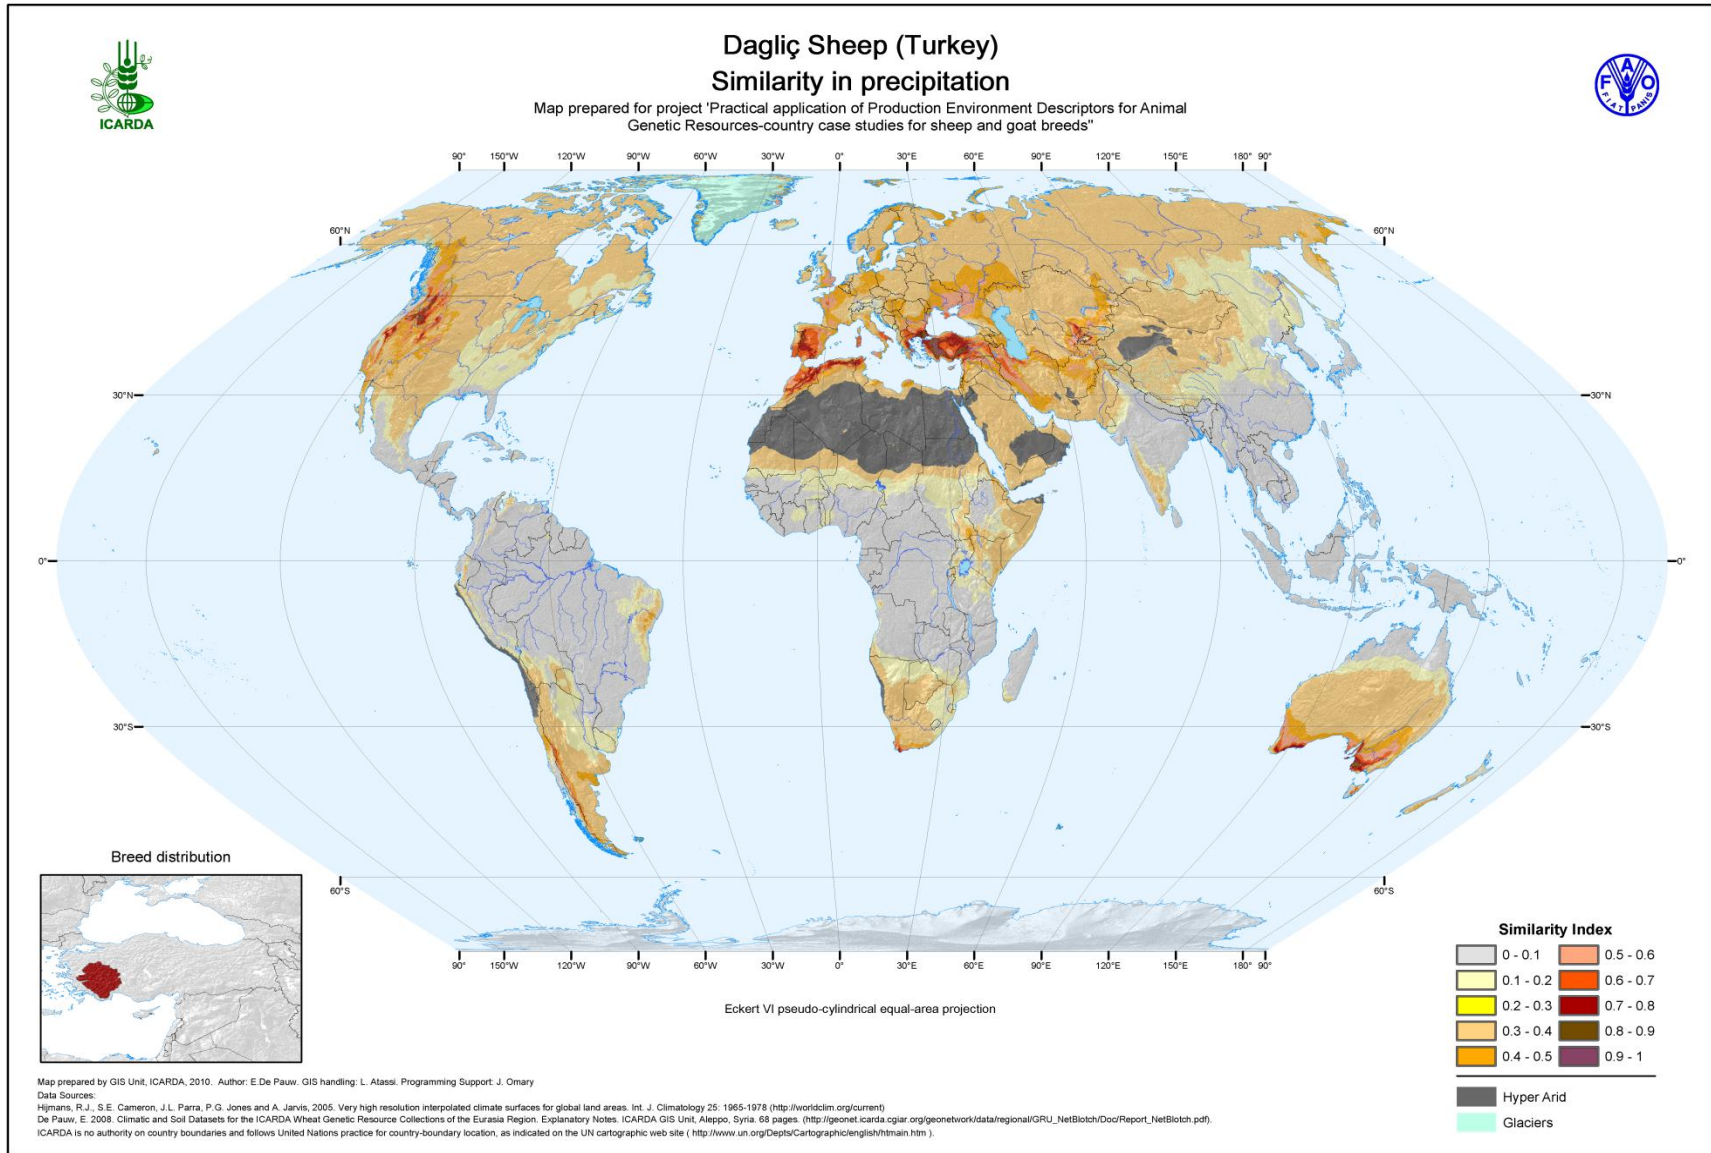 Dagliç Sheep (Turkey)
Similarity in precipitation
Map prepared for project 'Practical application of Production Environment Descriptors for Animal
Genetic Resources-country case studies for sheep and goat breeds"
ICARDA
F A O
FIAT PANIS
90° 150°W 120°W 90°W 60°W 30°W 0° 30°E 60°E 90°E 120°E 150°E 180° 90°
60°N 60°N
30°N 30°N
0° 0°
30°S 30°S
60°S 60°S
90° 150°W 120°W 90°W 60°W 30°W 0° 30°E 60°E 90°E 120°E 150°E 180° 90°
Breed distribution
Eckert VI pseudo-cylindrical equal-area projection
Similarity Index
0 - 0.1 0.5 - 0.6
0.1 - 0.2 0.6 - 0.7
0.2 - 0.3 0.7 - 0.8
0.3 - 0.4 0.8 - 0.9
0.4 - 0.5 0.9 - 1
Hyper Arid
Glaciers
Map prepared by GIS Unit, ICARDA, 2010. Author: E.De Pauw. GIS handling: L. Atassi. Programming Support: J. Omary
Data Sources:
Hijmans, R.J., S.E. Cameron, J.L. Parra, P.G. Jones and A. Jarvis, 2005. Very high resolution interpolated climate surfaces for global land areas. Int. J. Climatology 25: 1965-1978 (http://worldclim.org/current)
De Pauw, E. 2008. Climatic and Soil Datasets for the ICARDA Wheat Genetic Resource Collections of the Eurasia Region. Explanatory Notes. ICARDA GIS Unit, Aleppo, Syria. 68 pages. (http://geonet.icarda.cgiar.org/geonetwork/data/regional/GRU_NetBlotch/Doc/Report_NetBlotch.pdf).
ICARDA is no authority on country boundaries and follows United Nations practice for country-boundary location, as indicated on the UN cartographic web site ( http://www.un.org/Depts/Cartographic/english/htmain.htm ).